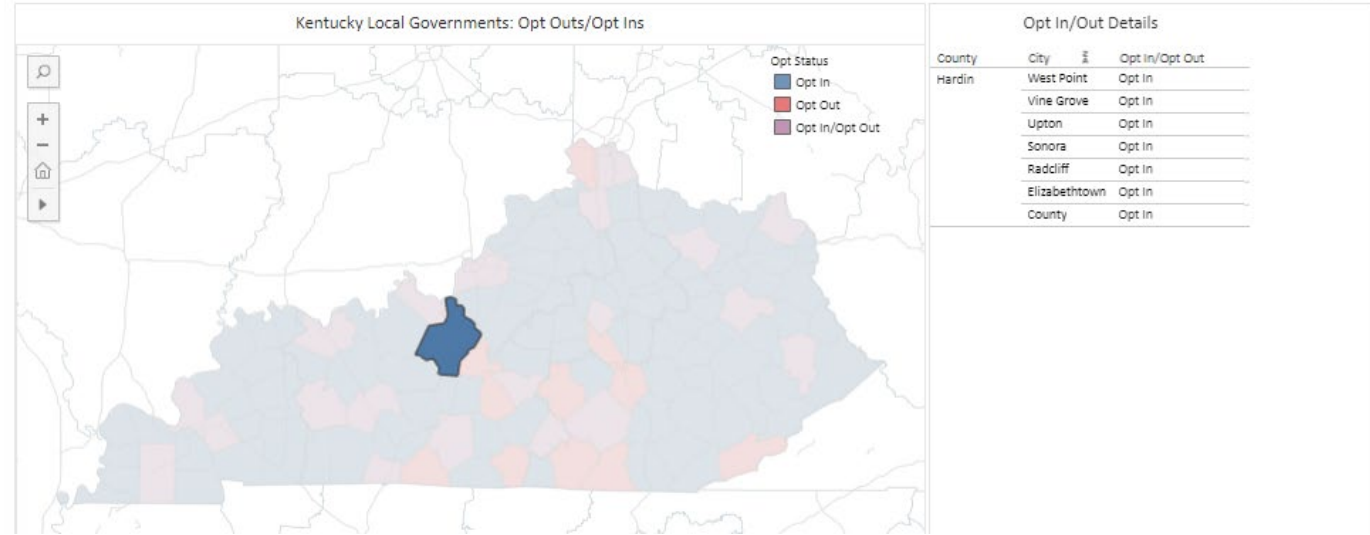 Kentucky Local Governments: Opt Outs/Opt Ins
Opt Status
Opt In
Opt Out
Opt In/Opt Out
Opt In/Out Details
County City Opt In/Opt Out
Hardin West Point Opt In
Vine Grove Opt In
Upton Opt In
Sonora Opt In
Radcliff Opt In
Elizabethtown Opt In
County Opt In